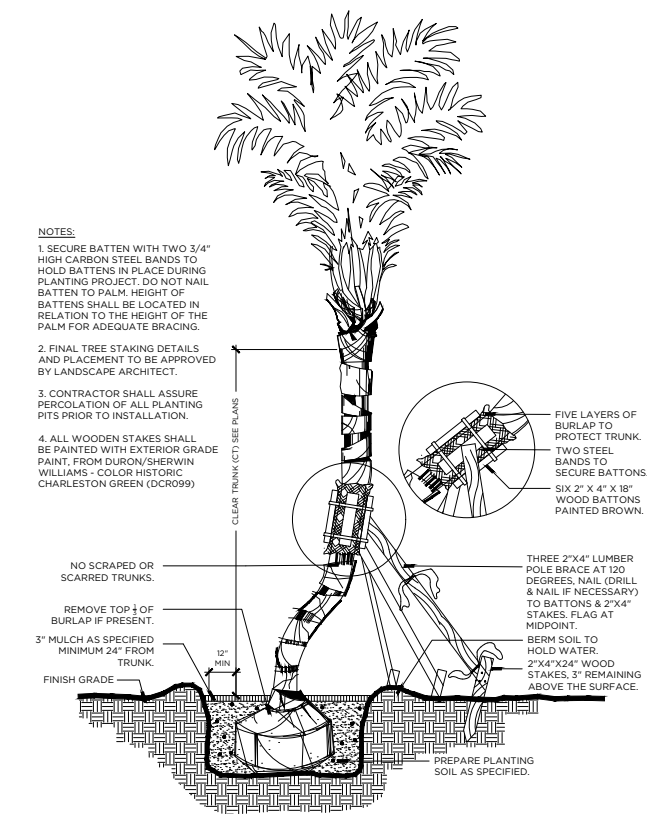 NOTES:
1. SECURE BATTEN WITH TWO 3/4"
HIGH CARBON STEEL BANDS TO
HOLD BATTENS IN PLACE DURING
PLANTING PROJECT. DO NOT NAIL
BATTEN TO PALM. HEIGHT OF
BATTENS SHALL BE LOCATED IN
RELATION TO THE HEIGHT OF THE
PALM FOR ADEQUATE BRACING.
2. FINAL TREE STAKING DETAILS
AND PLACEMENT TO BE APPROVED
BY LANDSCAPE ARCHITECT.
3. CONTRACTOR SHALL ASSURE
PERCOLATION OF ALL PLANTING
PITS PRIOR TO INSTALLATION.
4. ALL WOODEN STAKES SHALL
BE PAINTED WITH EXTERIOR GRADE
PAINT, FROM DURON/SHERWIN
WILLIAMS - COLOR HISTORIC
CHARLESTON GREEN (DCR099)
CLEAR TRUNK (CT) SEE PLANS
NO SCRAPED OR
SCARRED TRUNKS.
REMOVE TOP 1/3 OF
BURLAP IF PRESENT.
3" MULCH AS SPECIFIED
MINIMUM 24" FROM
TRUNK.
12"
MIN
FINISH GRADE
FIVE LAYERS OF
BURLAP TO
PROTECT TRUNK.
TWO STEEL
BANDS TO
SECURE BATTONS.
SIX 2" X 4" X 18"
WOOD BATTONS
PAINTED BROWN.
THREE 2"X4" LUMBER
POLE BRACE AT 120
DEGREES, NAIL (DRILL
& NAIL IF NECESSARY)
TO BATTONS & 2"X4"
STAKES. FLAG AT
MIDPOINT.
BERM SOIL TO
HOLD WATER.
2"X4"X24" WOOD
STAKES, 3" REMAINING
ABOVE THE SURFACE.
PREPARE PLANTING
SOIL AS SPECIFIED.